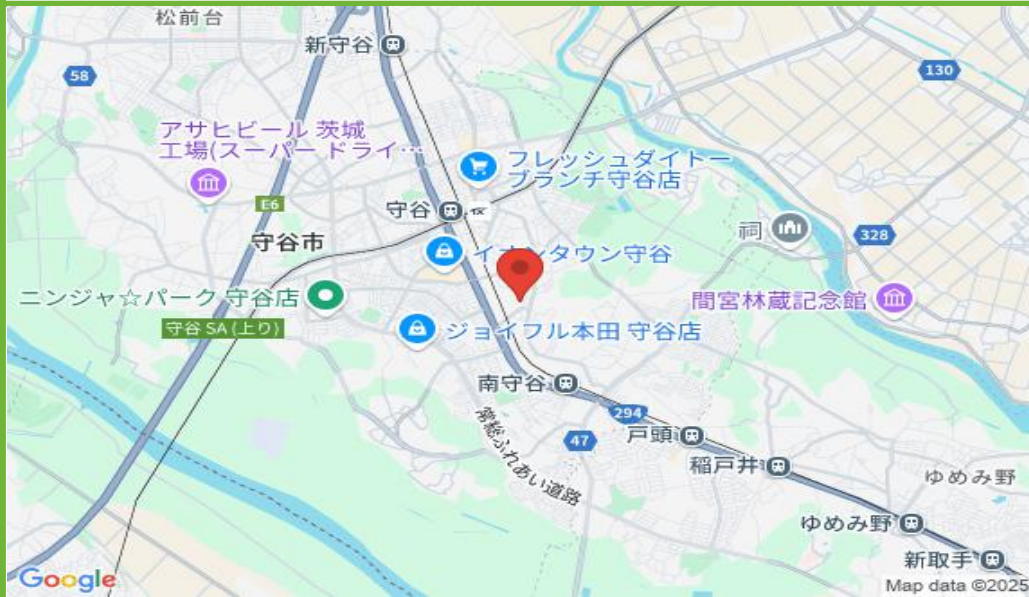 松前台
新守谷
58
130
アサヒビール 茨城
工場(スーパードライ…
フレッシュダイトー
ブランチ守谷店
E6
守谷
守谷市
イオンタウン守谷
祠
328
ニンジャ☆パーク 守谷店
間宮林蔵記念館
守谷 SA (上り)
ジョイフル本田 守谷店
南守谷
294
47
戸頭
常総ふれあい道路
稲戸井
ゆめみ野
ゆめみ野
新取手
Google
Map data ©2025